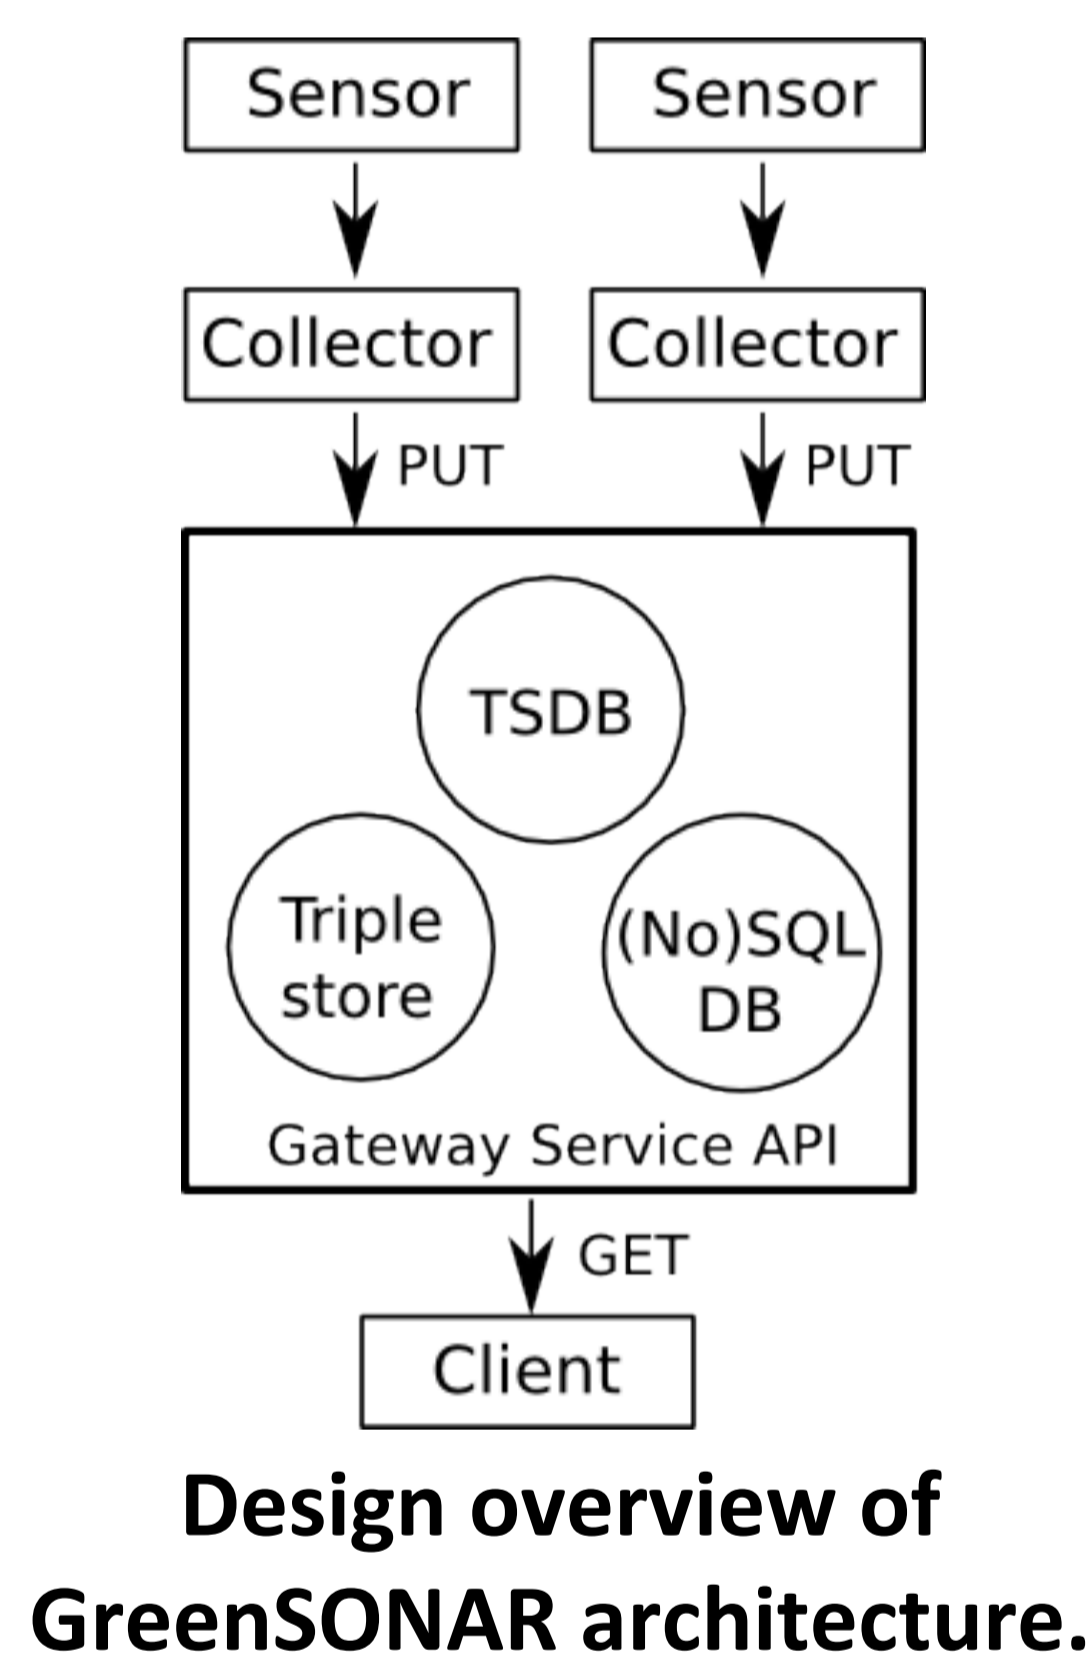 Sensor
Sensor
Collector
Collector
PUT
PUT
TSDB
Triple
store
(No)SQL
DB
Gateway Service API
GET
Client
Design overview of
GreenSONAR architecture.